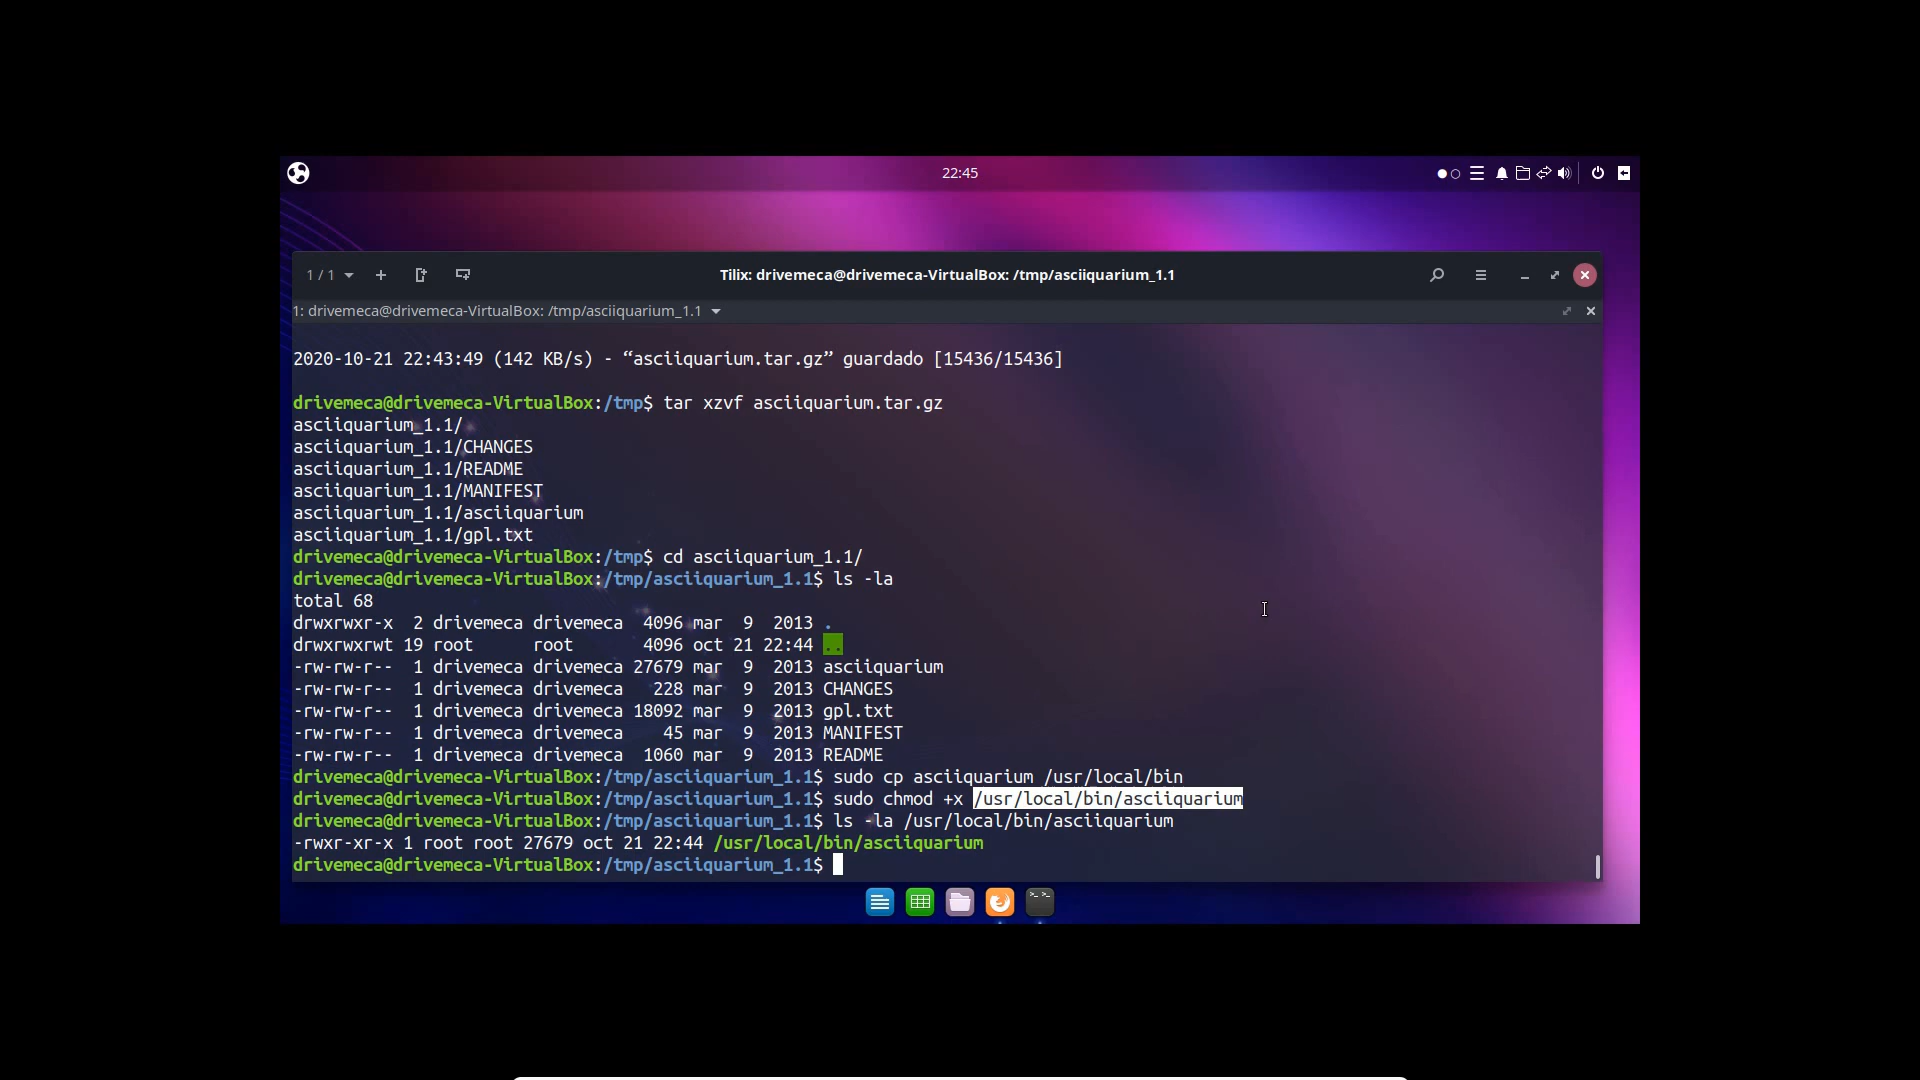 22:45
1 / 1
Tilix: drivemeca@drivemeca-VirtualBox: /tmp/asciiquarium_1.1
1: drivemeca@drivemeca-VirtualBox: /tmp/asciiquarium_1.1
2020-10-21 22:43:49 (142 KB/s) - “asciiquarium.tar.gz” guardado [15436/15436]
drivemeca@drivemeca-VirtualBox:/tmp$ tar xzvf asciiquarium.tar.gz
asciiquarium_1.1/
asciiquarium_1.1/CHANGES
asciiquarium_1.1/README
asciiquarium_1.1/MANIFEST
asciiquarium_1.1/asciiquarium
asciiquarium_1.1/gpl.txt
drivemeca@drivemeca-VirtualBox:/tmp$ cd asciiquarium_1.1/
drivemeca@drivemeca-VirtualBox:/tmp/asciiquarium_1.1$ ls -la
total 68
drwxrwxr-x  2 drivemeca drivemeca  4096 mar  9  2013 .
drwxrwxrwt 19 root      root       4096 oct 21 22:44 ..
-rw-rw-r--  1 drivemeca drivemeca 27679 mar  9  2013 asciiquarium
-rw-rw-r--  1 drivemeca drivemeca   228 mar  9  2013 CHANGES
-rw-rw-r--  1 drivemeca drivemeca 18092 mar  9  2013 gpl.txt
-rw-rw-r--  1 drivemeca drivemeca    45 mar  9  2013 MANIFEST
-rw-rw-r--  1 drivemeca drivemeca  1060 mar  9  2013 README
drivemeca@drivemeca-VirtualBox:/tmp/asciiquarium_1.1$ sudo cp asciiquarium /usr/local/bin
drivemeca@drivemeca-VirtualBox:/tmp/asciiquarium_1.1$ sudo chmod +x /usr/local/bin/asciiquarium
drivemeca@drivemeca-VirtualBox:/tmp/asciiquarium_1.1$ ls -la /usr/local/bin/asciiquarium
-rwxr-xr-x 1 root root 27679 oct 21 22:44 /usr/local/bin/asciiquarium
drivemeca@drivemeca-VirtualBox:/tmp/asciiquarium_1.1$